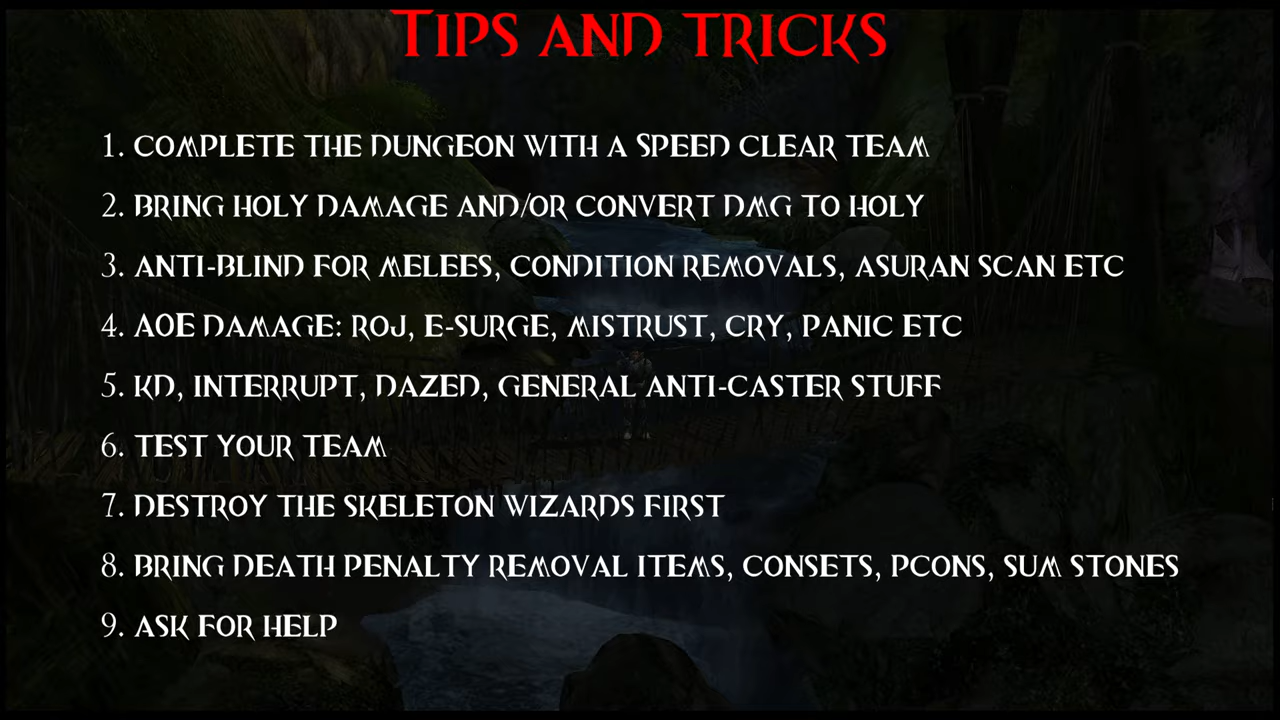 Tips and tricks
1. Complete the dungeon with a speed clear team
2. Bring holy damage and/or convert dmg to holy
3. Anti-blind for melees, condition removals, Asuran Scan etc
4. AoE damage: RoJ, E-Surge, Mistrust, Cry, Panic etc
5. KD, interrupt, dazed, general anti-caster stuff
6. Test your team
7. Destroy the skeleton wizards first
8. Bring death penalty removal items, consets, pcons, sum stones
9. Ask for help